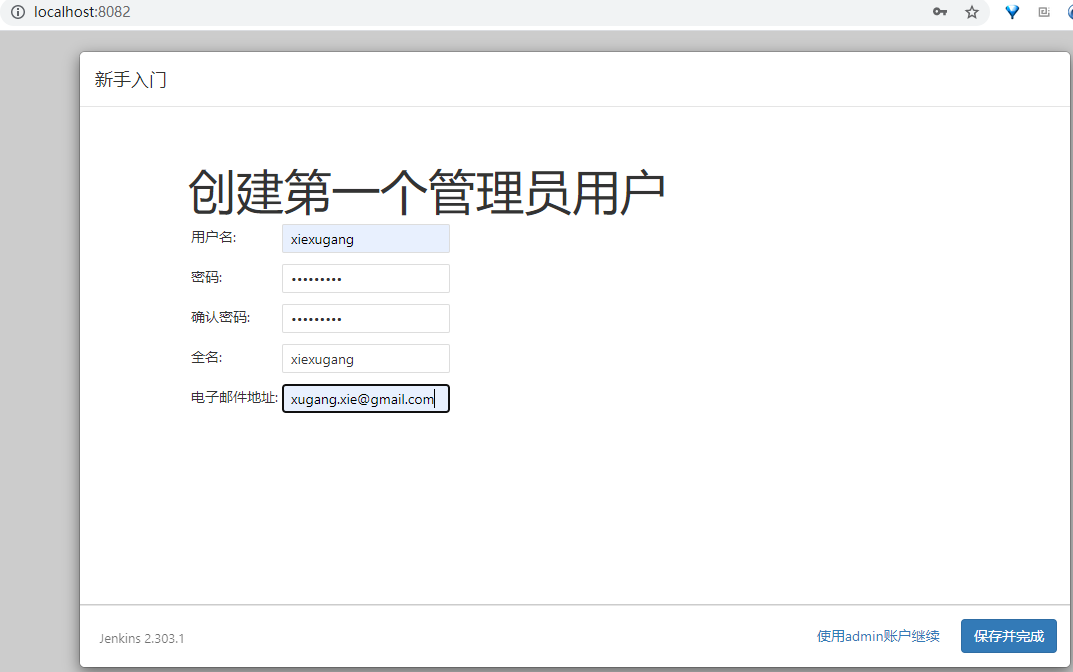 localhost:8082
新手入门
创建第一个管理员用户
用户名: xiexugang
密码: •••••••••
确认密码: •••••••••
全名: xiexugang
电子邮件地址: xugang.xie@gmail.com
Jenkins 2.303.1 使用admin账户继续 保存并完成